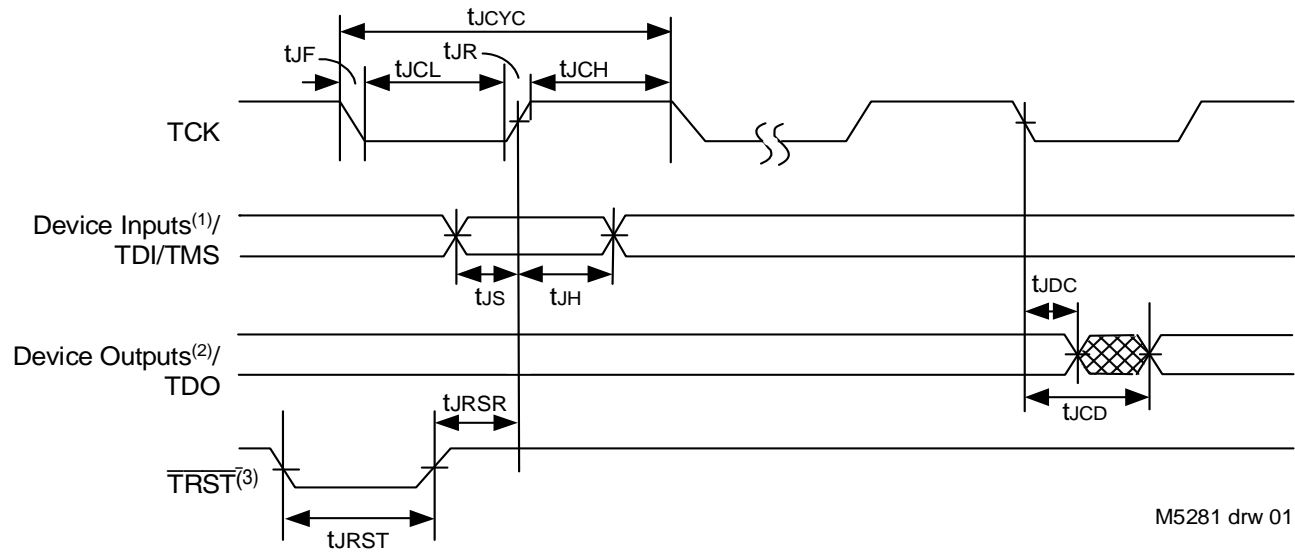 tJCYC
tJF
tJCL
tJR
tJCH
TCK
Device Inputs(1)/
TDI/TMS
tJS
tJH
tJDC
Device Outputs(2)/
TDO
tJCD
tJRSR
TRST(3)
tJRST
M5281 drw 01